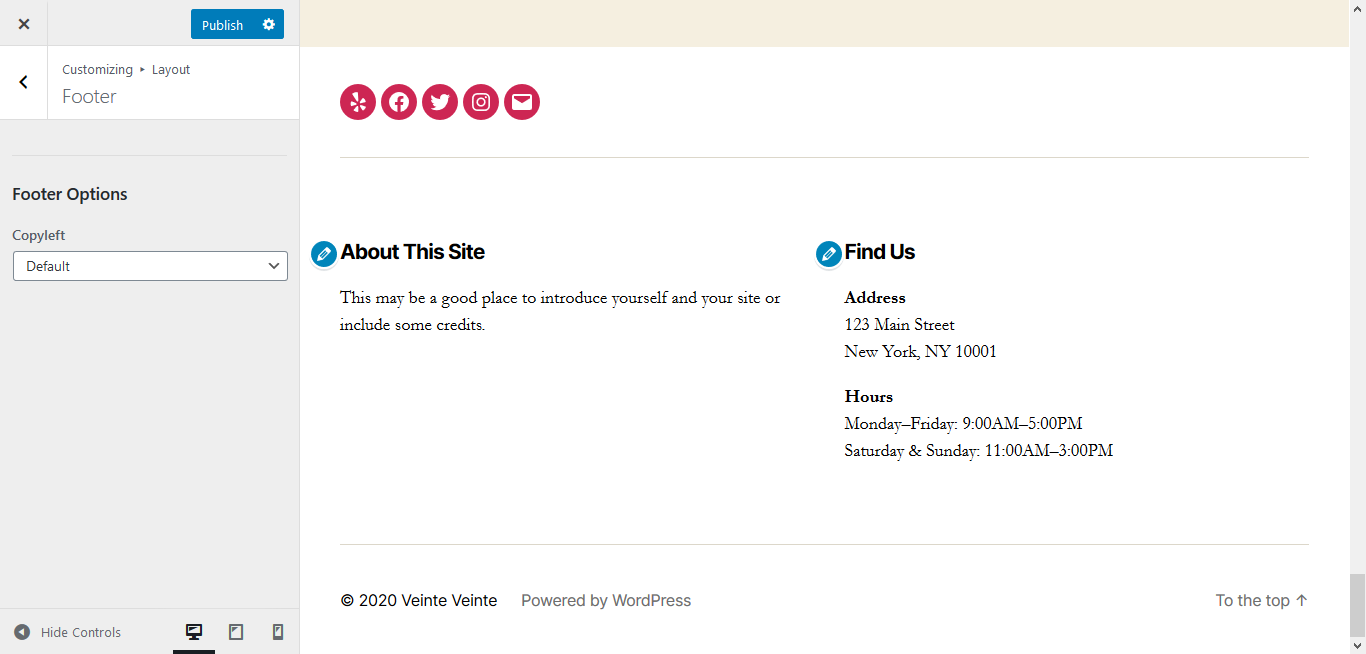 Publish
Customizing ▸ Layout
Footer
Footer Options
Copyleft
Default
Hide Controls
About This Site
This may be a good place to introduce yourself and your site or
include some credits.
Find Us
Address
123 Main Street
New York, NY 10001
Hours
Monday–Friday: 9:00AM–5:00PM
Saturday & Sunday: 11:00AM–3:00PM
© 2020 Veinte Veinte Powered by WordPress To the top ↑